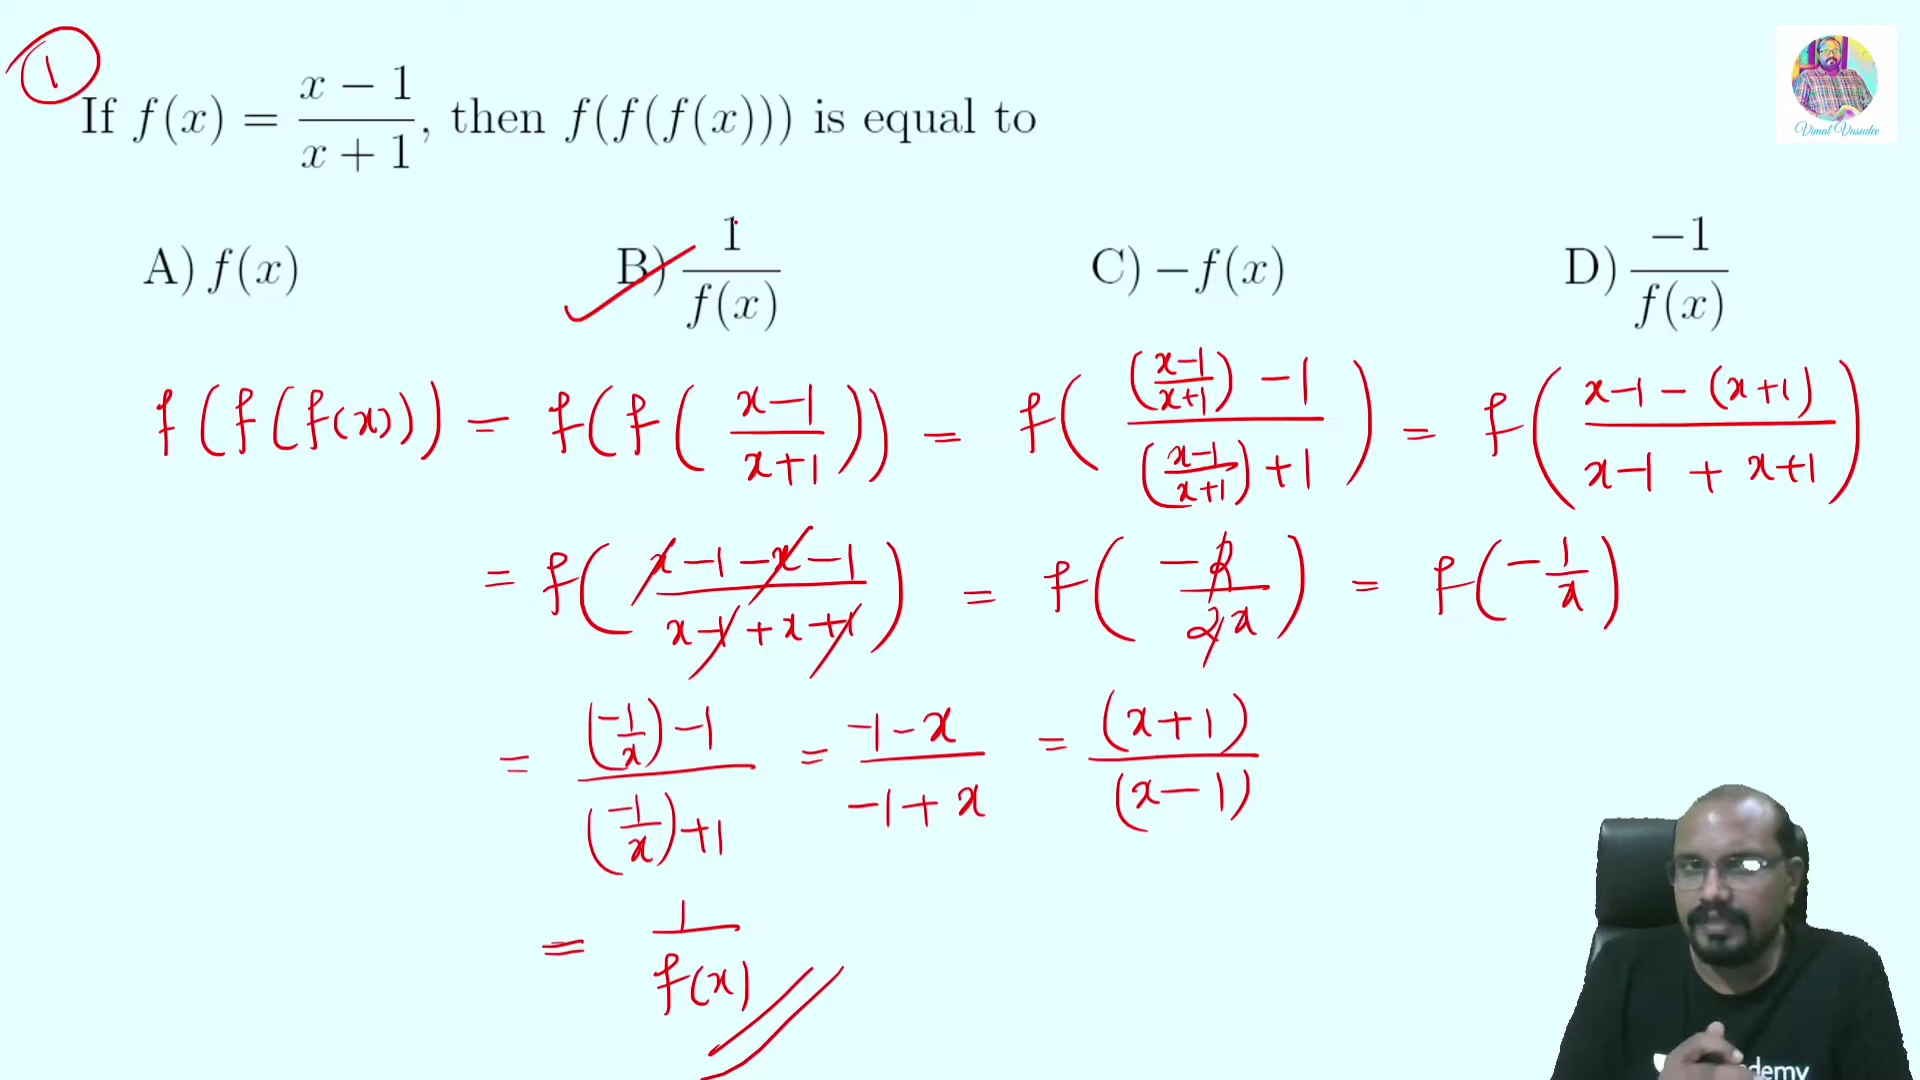 1
If f(x) = (x − 1)/(x + 1), then f(f(f(x))) is equal to
A) f(x)   B) 1/f(x)   C) −f(x)   D) −1/f(x)
f(f(f(x))) = f(f((x−1)/(x+1))) = f((((x−1)/(x+1)) −1)/(((x−1)/(x+1)) +1)) = f((x−1 − (x+1))/(x−1 + x+1))
= f((x−1−x−1)/(x−1+x+1)) = f(−2/2x) = f(−1/x)
= ((−1/x) −1)/((−1/x) +1) = (−1−x)/(−1+x) = (x+1)/(x−1)
= 1/f(x)
Vimal Vasudev
demy